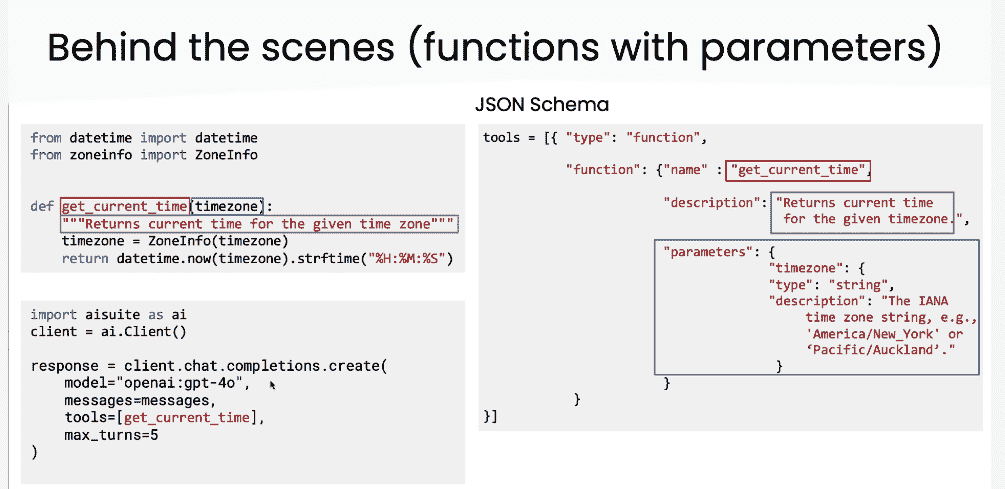 Behind the scenes (functions with parameters)
from datetime import datetime
from zoneinfo import ZoneInfo
def get_current_time(timezone):
"""Returns current time for the given time zone"""
timezone = ZoneInfo(timezone)
return datetime.now(timezone).strftime("%H:%M:%S")
import aisuite as ai
client = ai.Client()
response = client.chat.completions.create(
model="openai:gpt-4o",
messages=messages,
tools=[get_current_time],
max_turns=5
)
JSON Schema
tools = [{ "type": "function",
"function": {"name" : "get_current_time",
"description": "Returns current time
for the given timezone.",
"parameters": {
"timezone": {
"type": "string",
"description": "The IANA
time zone string, e.g.,
'America/New_York' or
‘Pacific/Auckland’."
}
}
}
}]